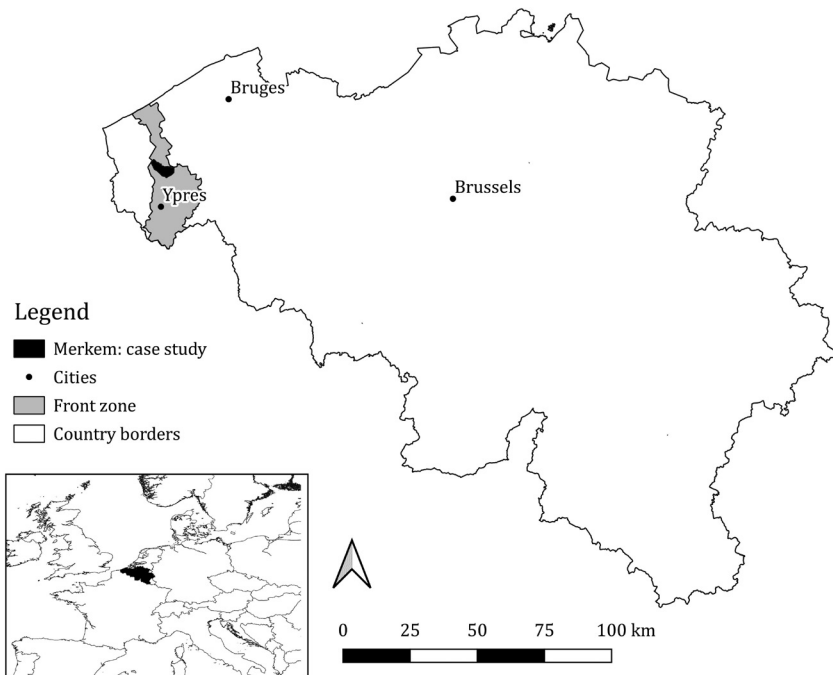 Bruges
Brussels
Ypres
Legend
Merkem: case study
Cities
Front zone
Country borders
0 25 50 75 100 km